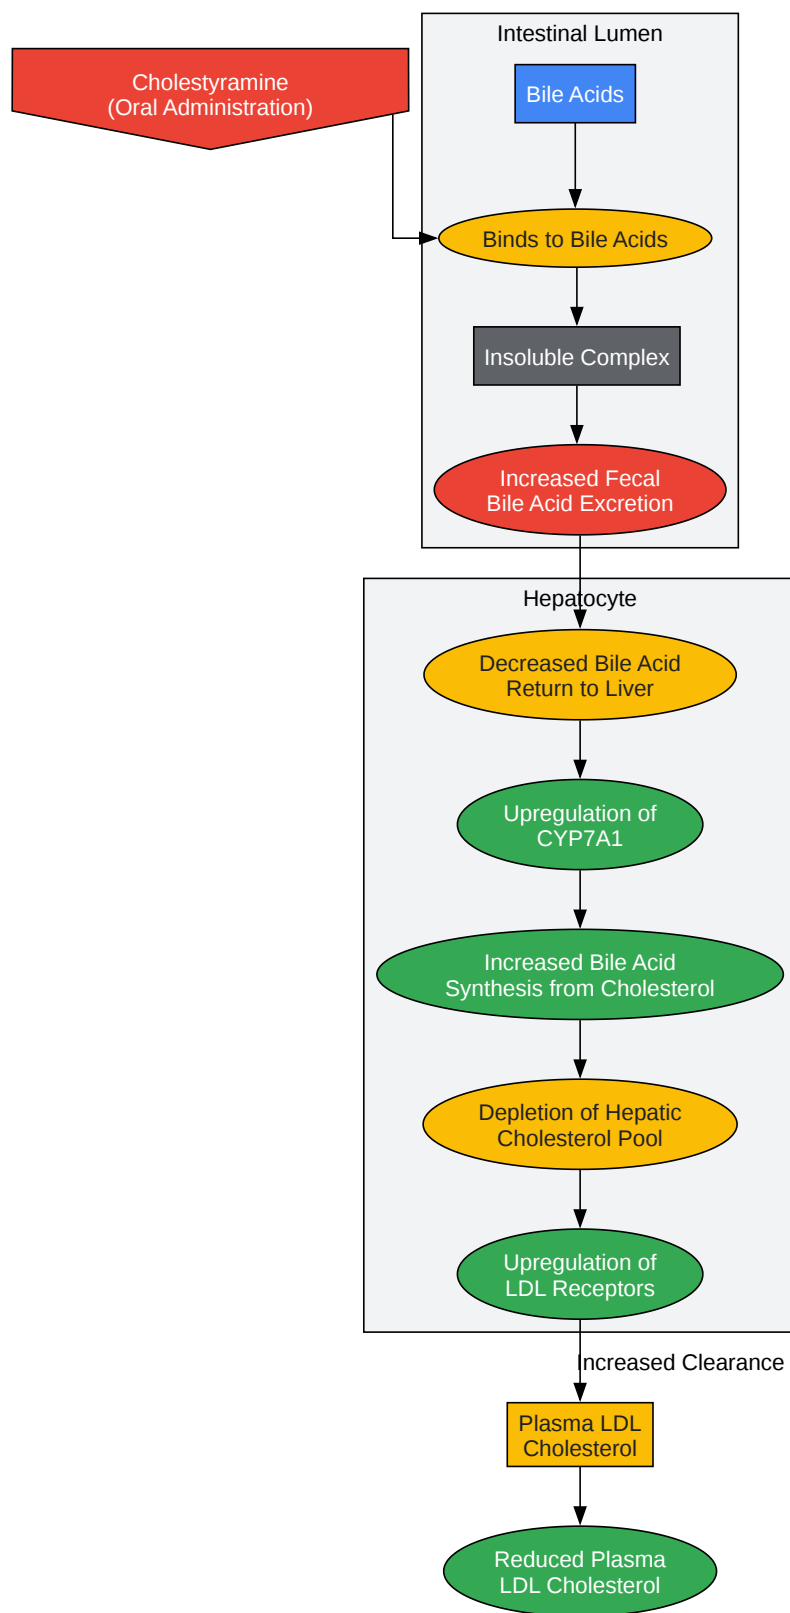 Intestinal Lumen
Cholestyramine
(Oral Administration)
Bile Acids
Binds to Bile Acids
Insoluble Complex
Increased Fecal
Bile Acid Excretion
Hepatocyte
Decreased Bile Acid
Return to Liver
Upregulation of
CYP7A1
Increased Bile Acid
Synthesis from Cholesterol
Depletion of Hepatic
Cholesterol Pool
Upregulation of
LDL Receptors
Increased Clearance
Plasma LDL
Cholesterol
Reduced Plasma
LDL Cholesterol